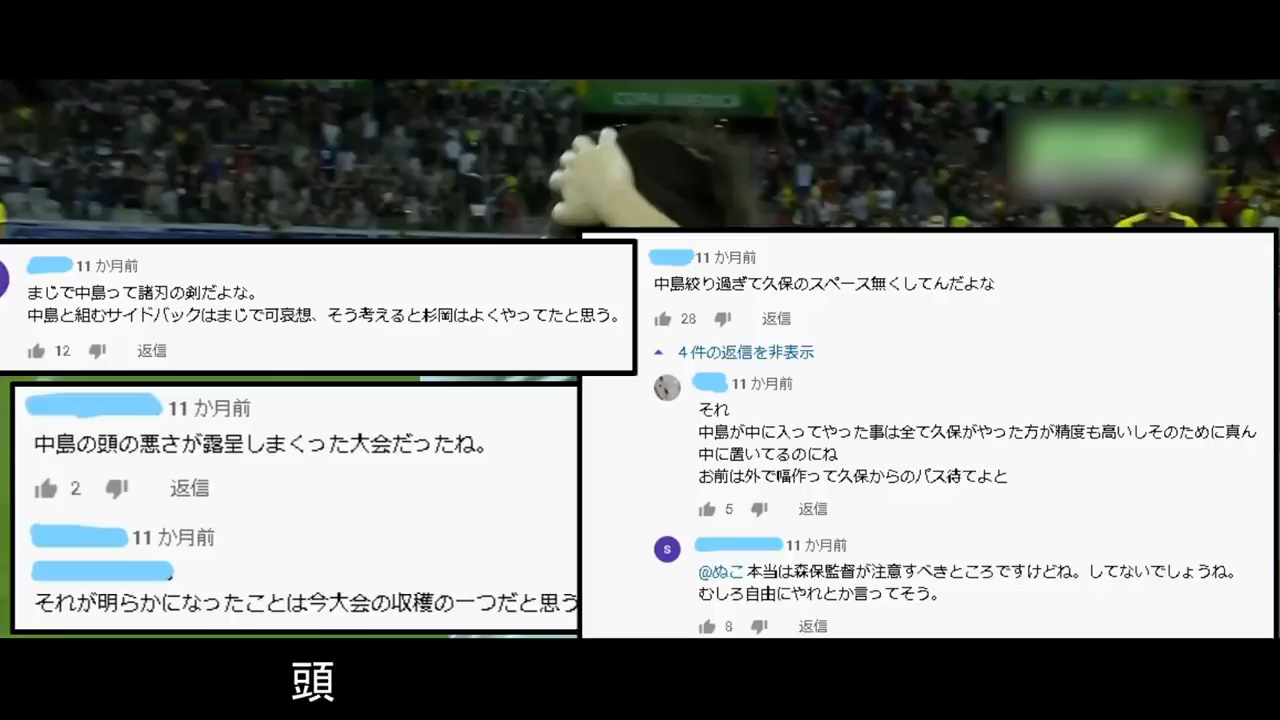 COPA AMERICA
11 か月前
まじで中島って諸刃の剣だよな。
中島と組むサイドバックはまじで可哀想、そう考えると杉岡はよくやってたと思う。
12 返信
11 か月前
中島の頭の悪さが露呈しまくった大会だったね。
2 返信
11 か月前
それが明らかになったことは今大会の収穫の一つだと思う
11 か月前
中島絞り過ぎて久保のスペース無くしてんだよな
28 返信
4 件の返信を非表示
11 か月前
それ
中島が中に入ってやった事は全て久保がやった方が精度も高いしそのために真ん
中に置いてるのにね
お前は外で幅作って久保からのパス待てよと
5 返信
S 11 か月前
@ぬこ 本当は森保監督が注意すべきところですけどね。してないでしょうね。
むしろ自由にやれとか言ってそう。
8 返信
頭